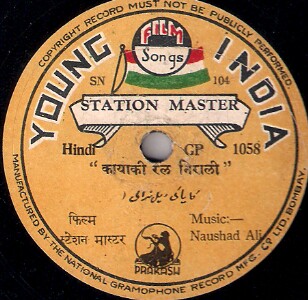 COPYRIGHT RECORD MUST NOT BE PUBLICLY PERFORMED.
YOUNG INDIA
FILM
Songs
SN 104
STATION MASTER
Hindi GP 1058
“कायाकी रेल निराली”
फिल्म
स्टेशन मास्टर
Music:—
Naushad Ali
PRAKASH
MANUFACTURED BY THE NATIONAL GRAMOPHONE RECORD MFG. CO. LTD. BOMBAY.